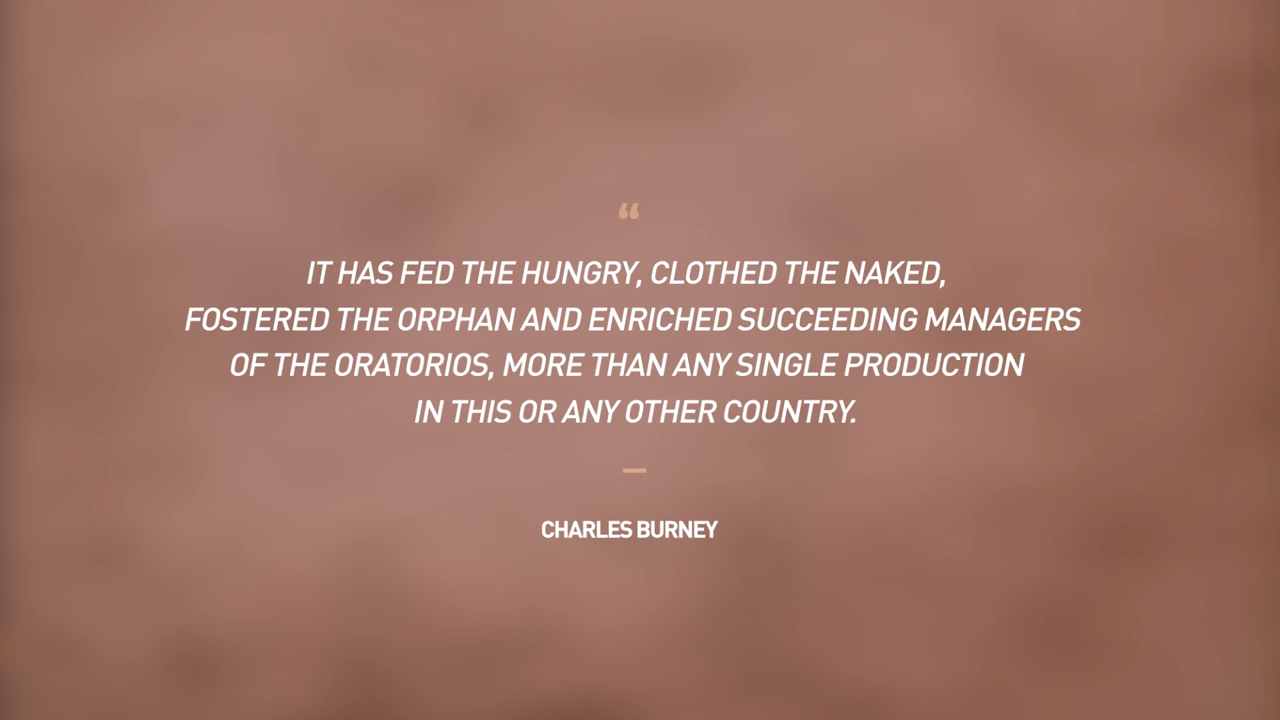 “
IT HAS FED THE HUNGRY, CLOTHED THE NAKED,
FOSTERED THE ORPHAN AND ENRICHED SUCCEEDING MANAGERS
OF THE ORATORIOS, MORE THAN ANY SINGLE PRODUCTION
IN THIS OR ANY OTHER COUNTRY.
—
CHARLES BURNEY